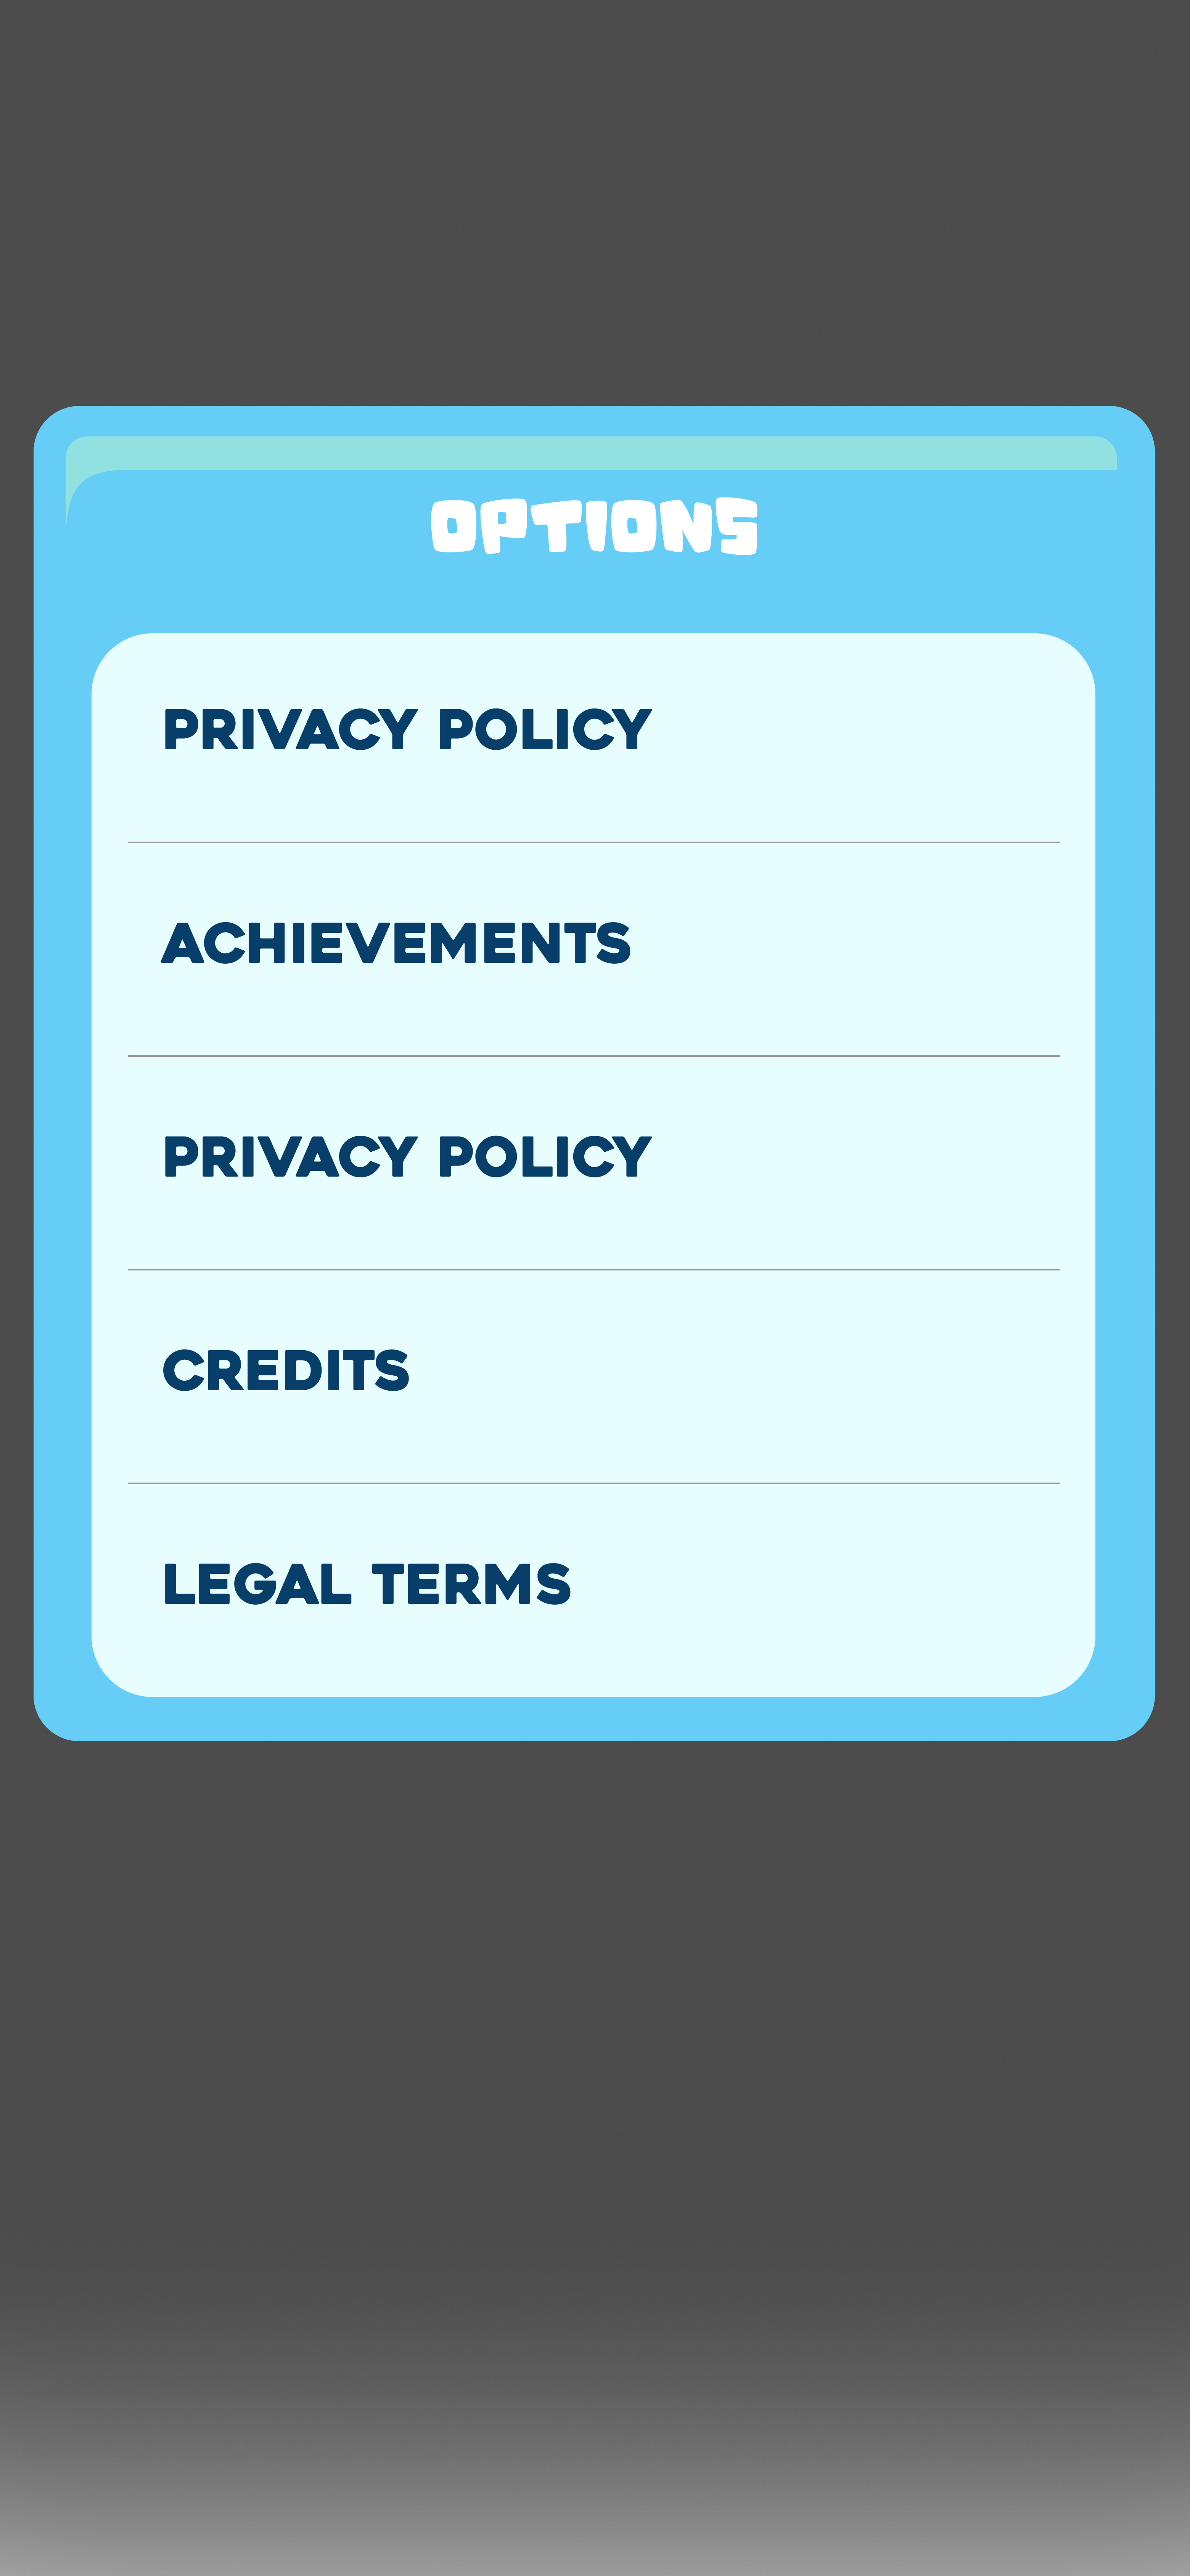 OPTIONS
PRIVACY POLICY
ACHIEVEMENTS
PRIVACY POLICY
CREDITS
LEGAL TERMS